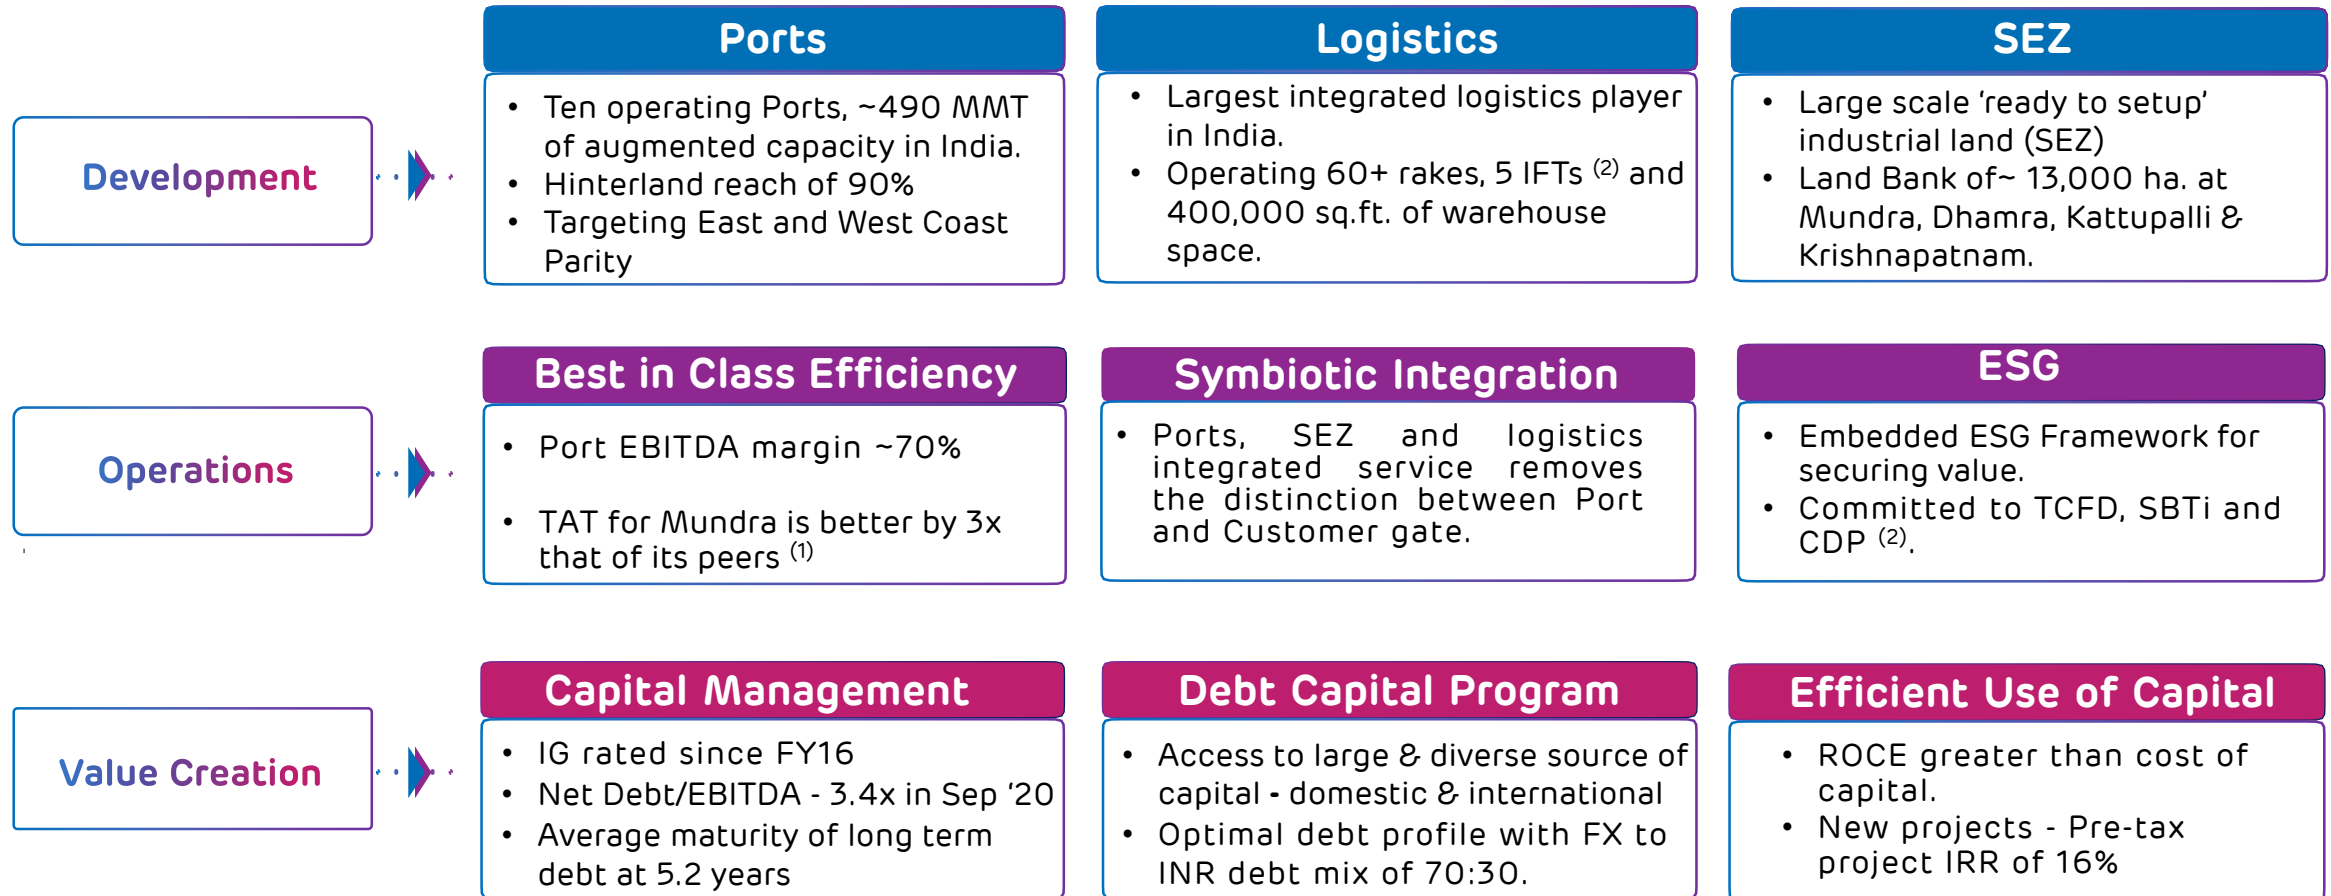 Ports
Logistics
SEZ
Development
• Ten operating Ports, ~490 MMT
of augmented capacity in India.
• Hinterland reach of 90%
• Targeting East and West Coast
Parity
• Largest integrated logistics player
in India.
• Operating 60+ rakes, 5 IFTs (2) and
400,000 sq.ft. of warehouse
space.
• Large scale ‘ready to setup’
industrial land (SEZ)
• Land Bank of~ 13,000 ha. at
Mundra, Dhamra, Kattupalli &
Krishnapatnam.
Best in Class Efficiency
Symbiotic Integration
ESG
Operations
• Port EBITDA margin ~70%
• TAT for Mundra is better by 3x
that of its peers (1)
• Ports, SEZ and logistics
integrated service removes
the distinction between Port
and Customer gate.
• Embedded ESG Framework for
securing value.
• Committed to TCFD, SBTi and
CDP (2).
Capital Management
Debt Capital Program
Efficient Use of Capital
Value Creation
• IG rated since FY16
• Net Debt/EBITDA - 3.4x in Sep ‘20
• Average maturity of long term
debt at 5.2 years
• Access to large & diverse source of
capital - domestic & international
• Optimal debt profile with FX to
INR debt mix of 70:30.
• ROCE greater than cost of
capital.
• New projects - Pre-tax
project IRR of 16%